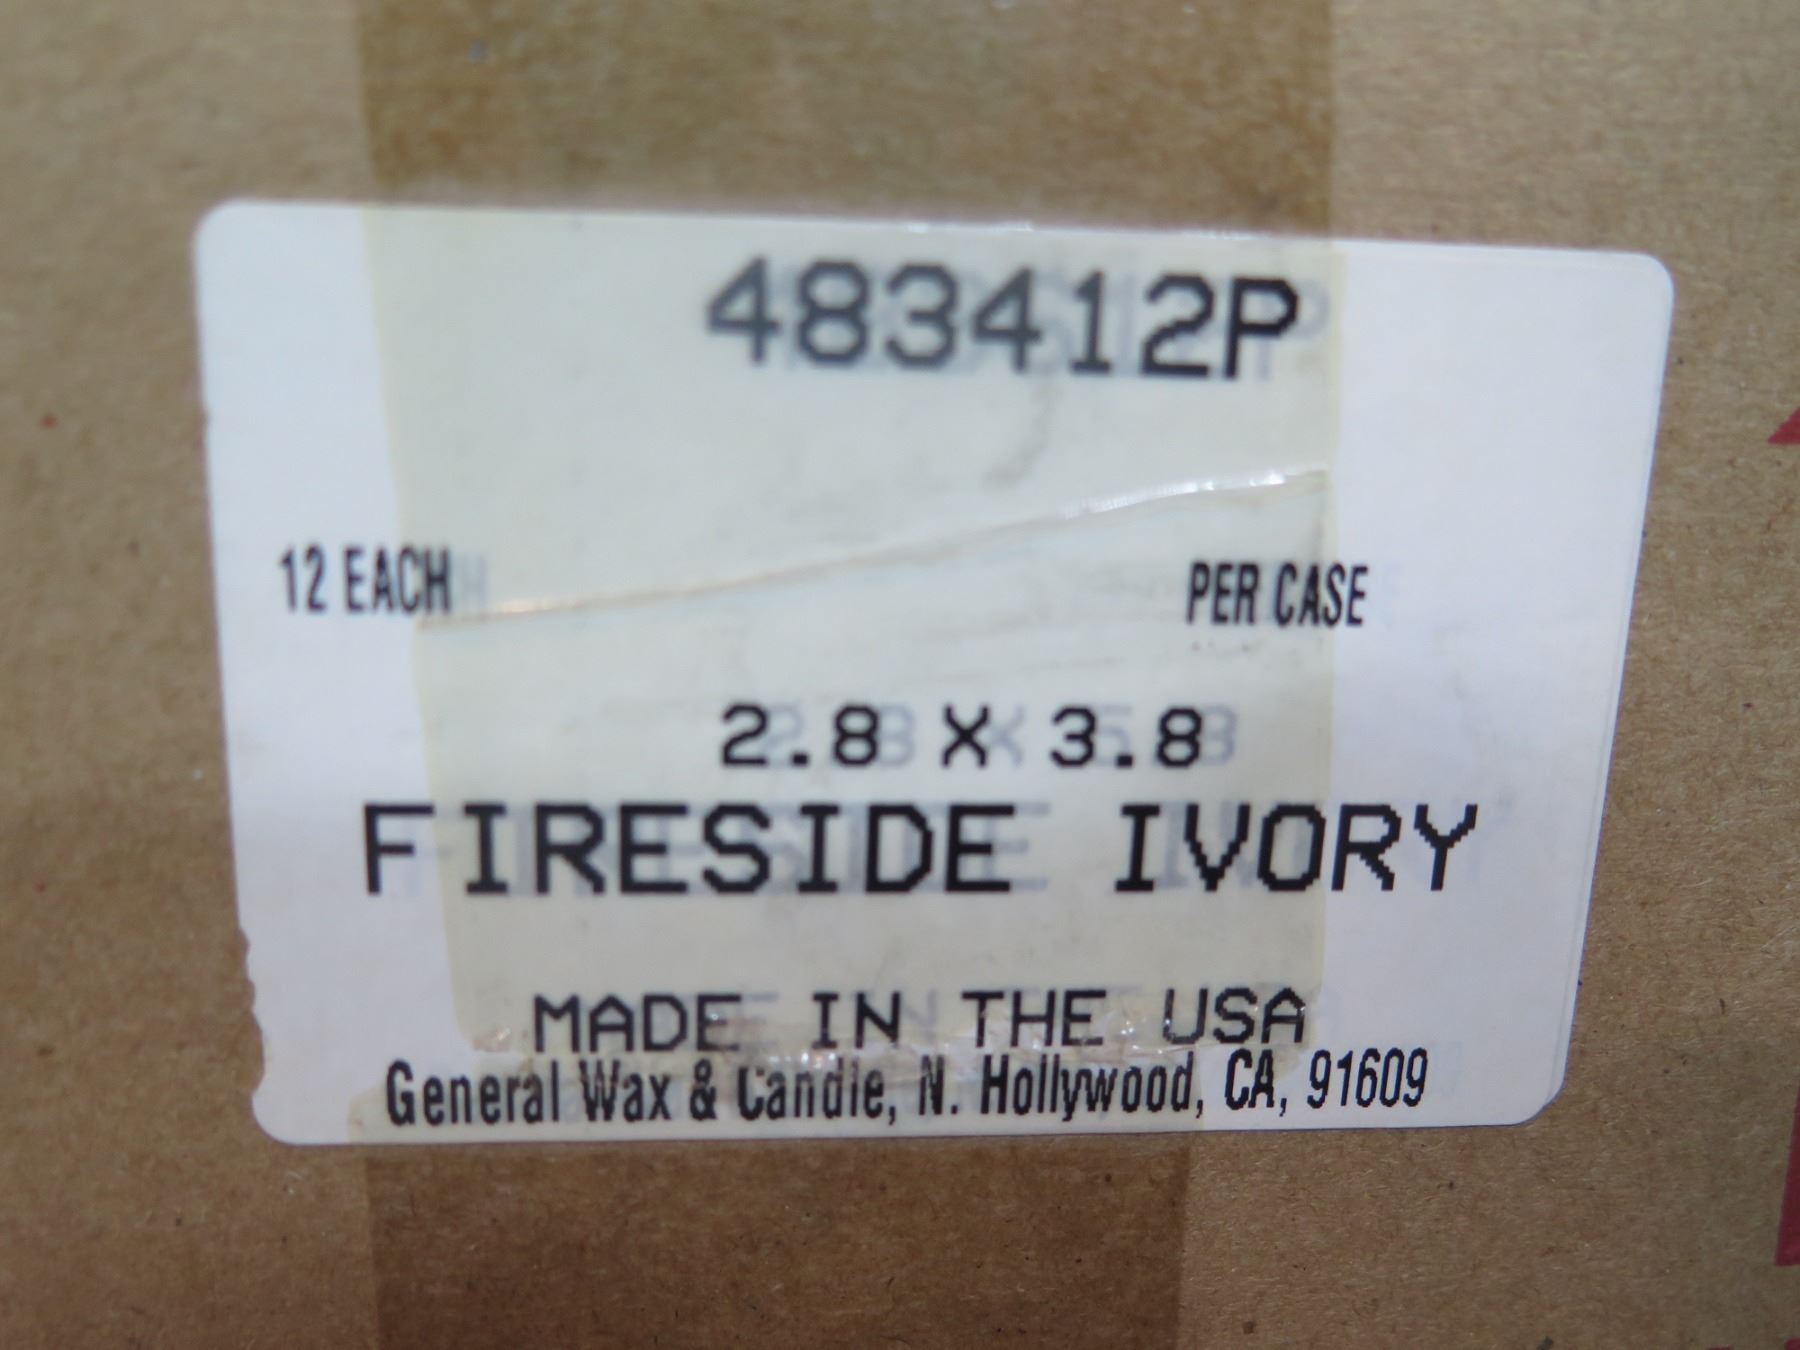 483412P
12 EACH PER CASE
2.8 X 3.8
FIRESIDE IVORY
MADE IN THE USA
General Wax & Candle, N. Hollywood, CA, 91609